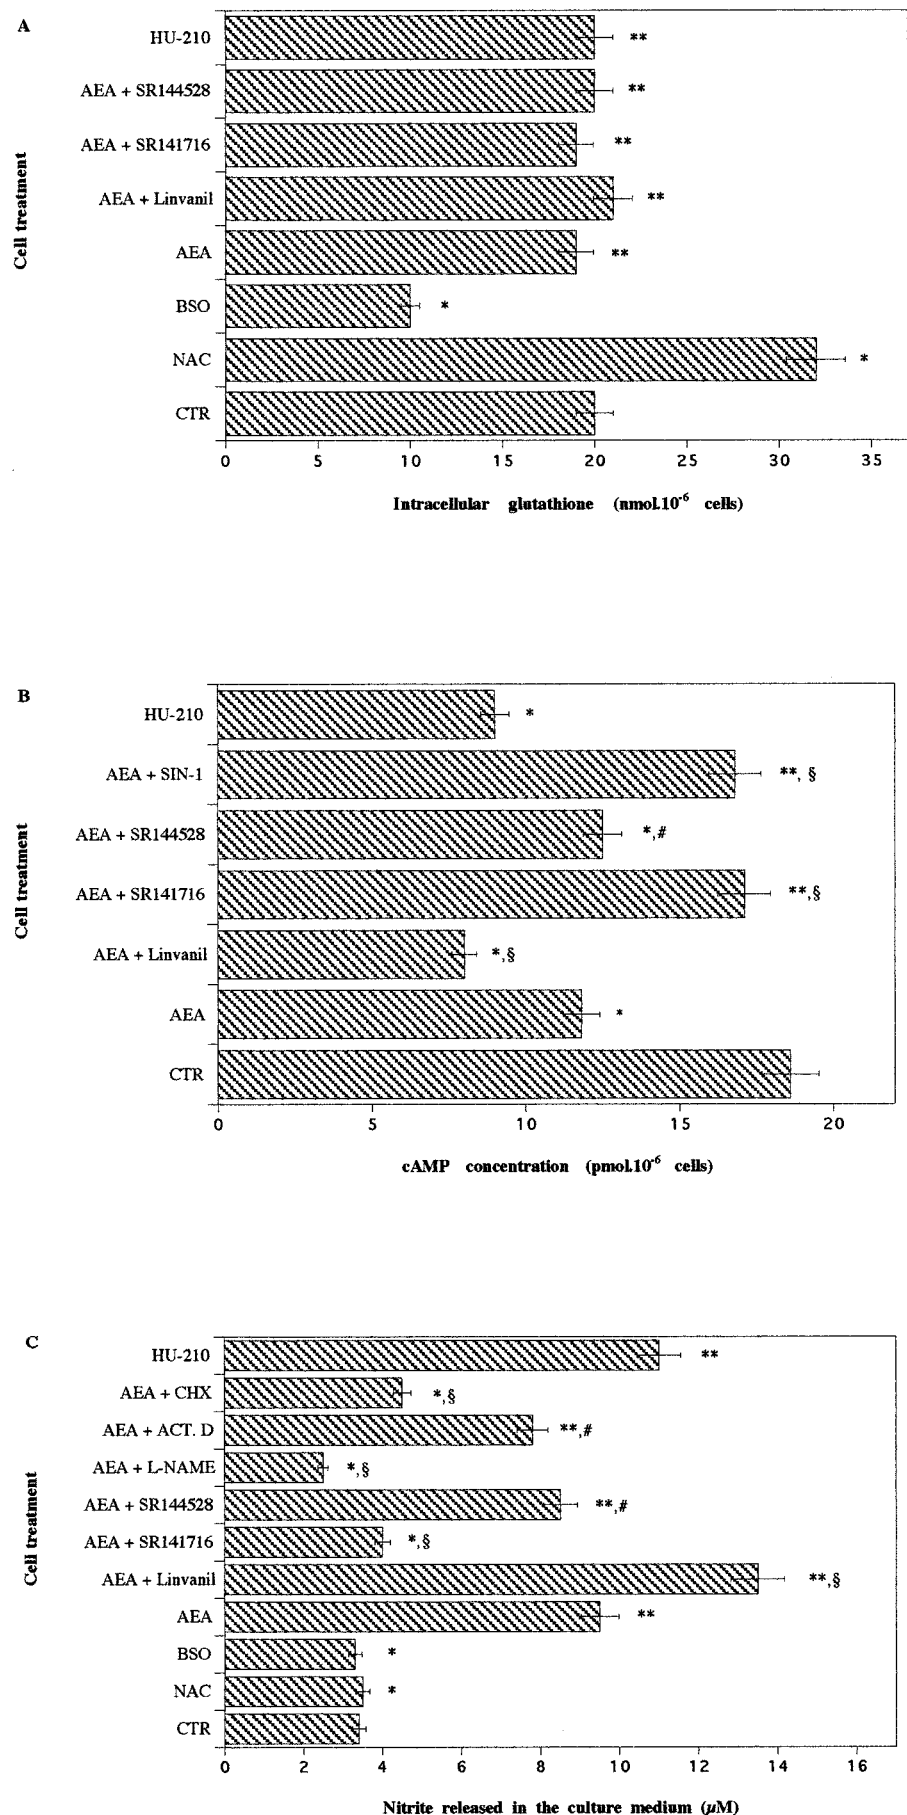 A
Cell treatment
HU-210 **
AEA + SR144528 **
AEA + SR141716 **
AEA + Linvanil **
AEA **
BSO *
NAC *
CTR
0 5 10 15 20 25 30 35
Intracellular glutathione (nmol.10-6 cells)
B
Cell treatment
HU-210 *
AEA + SIN-1 **, §
AEA + SR144528 *,#
AEA + SR141716 **,§
AEA + Linvanil *,§
AEA *
CTR
0 5 10 15 20
cAMP concentration (pmol.10-6 cells)
C
Cell treatment
HU-210 **
AEA + CHX *,§
AEA + ACT. D **,#
AEA + L-NAME *,§
AEA + SR144528 **,#
AEA + SR141716 *,§
AEA + Linvanil **,§
AEA **
BSO *
NAC *
CTR
0 2 4 6 8 10 12 14 16
Nitrite released in the culture medium (µM)